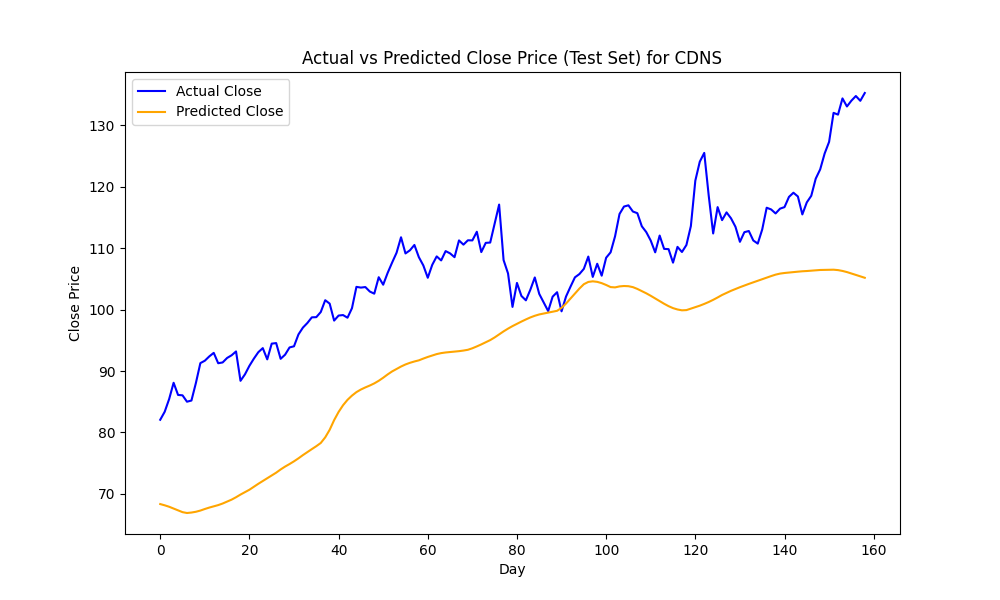 Actual vs Predicted Close Price (Test Set) for CDNS
Actual Close
Predicted Close
Close Price
130
120
110
100
90
80
70
0 20 40 60 80 100 120 140 160
Day